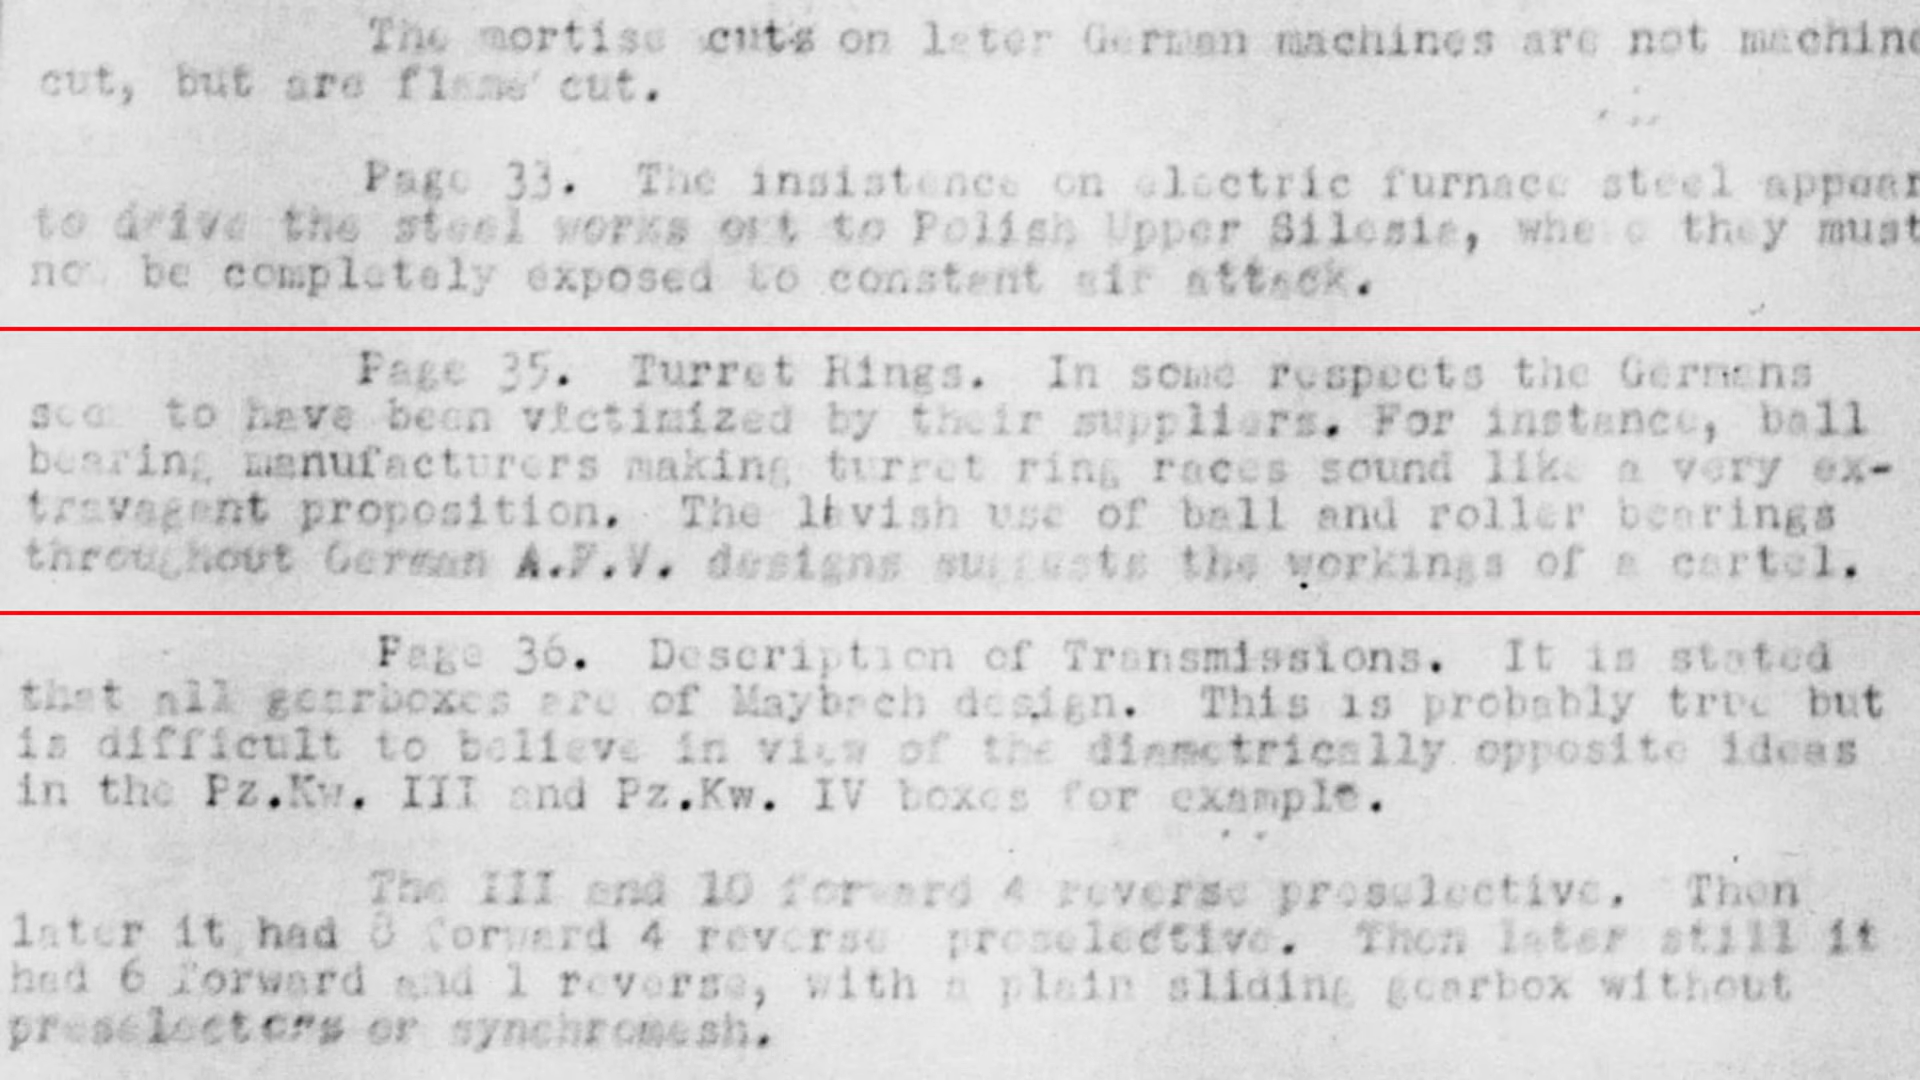 The mortise cuts on later German machines are not machine
cut, but are flame cut.
Page 33. The insistence on electric furnace steel appear
to drive the steel works out to Polish Upper Silesia, where they must
now be completely exposed to constant air attack.
Page 35. Turret Rings. In some respects the Germans
seem to have been victimized by their suppliers. For instance, ball
bearing manufacturers making turret ring races sound like a very ex-
travagant proposition. The lavish use of ball and roller bearings
throughout German A.F.V. designs suggests the workings of a cartel.
Page 36. Description of Transmissions. It is stated
that all gearboxes are of Maybach design. This is probably true but
is difficult to believe in view of the diametrically opposite ideas
in the Pz.Kw. III and Pz.Kw. IV boxes for example.
The III and 10 forward 4 reverse preselective. Then
later it had 8 forward 4 reverse preselective. Then later still it
had 6 forward and 1 reverse, with a plain sliding gearbox without
preselectors or synchromesh.